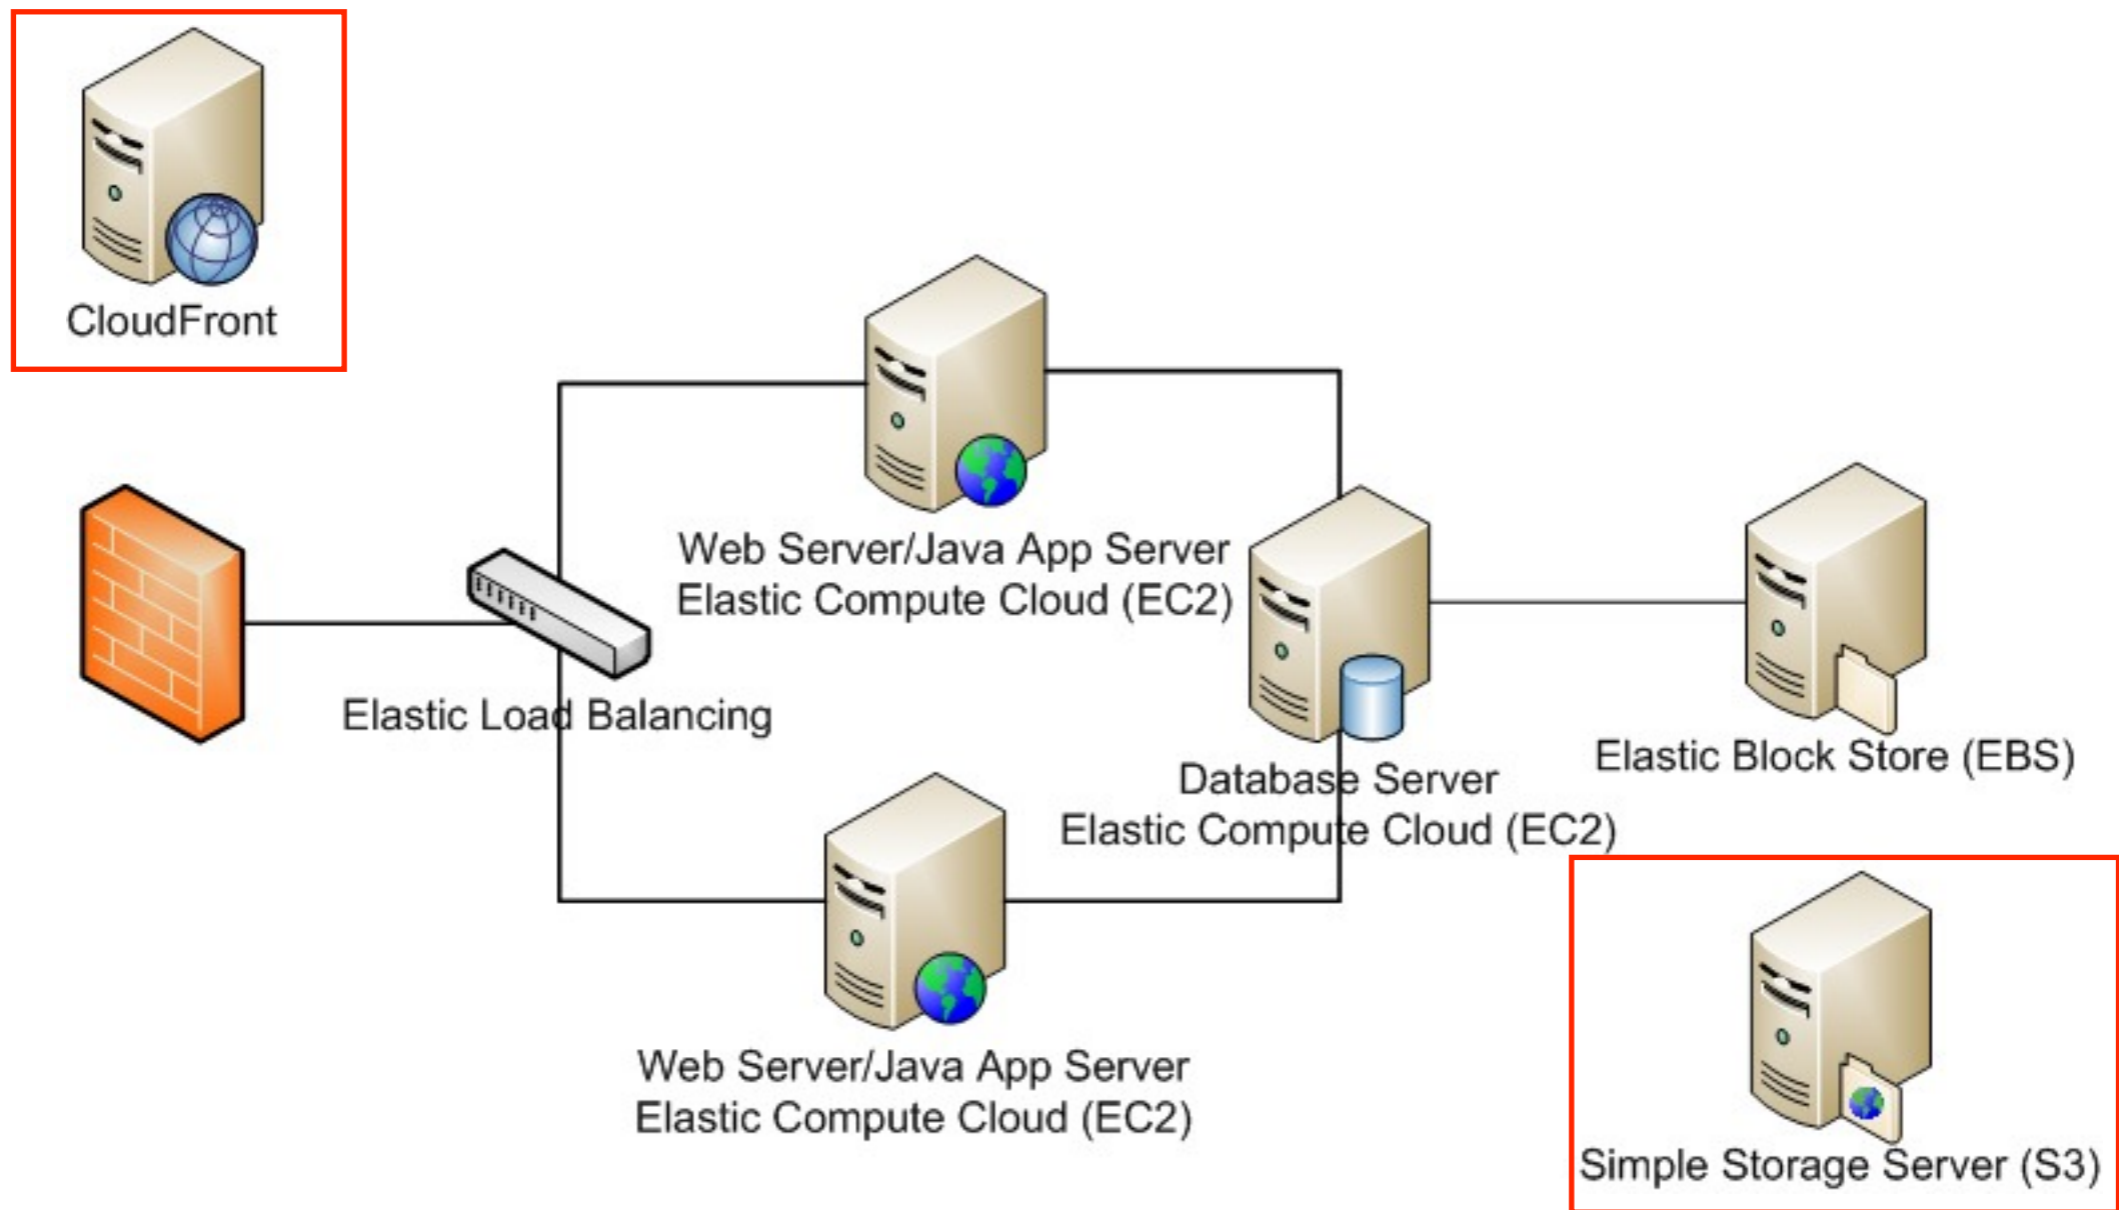 CloudFront
Web Server/Java App Server
Elastic Compute Cloud (EC2)
Elastic Load Balancing
Database Server
Elastic Compute Cloud (EC2)
Elastic Block Store (EBS)
Web Server/Java App Server
Elastic Compute Cloud (EC2)
Simple Storage Server (S3)